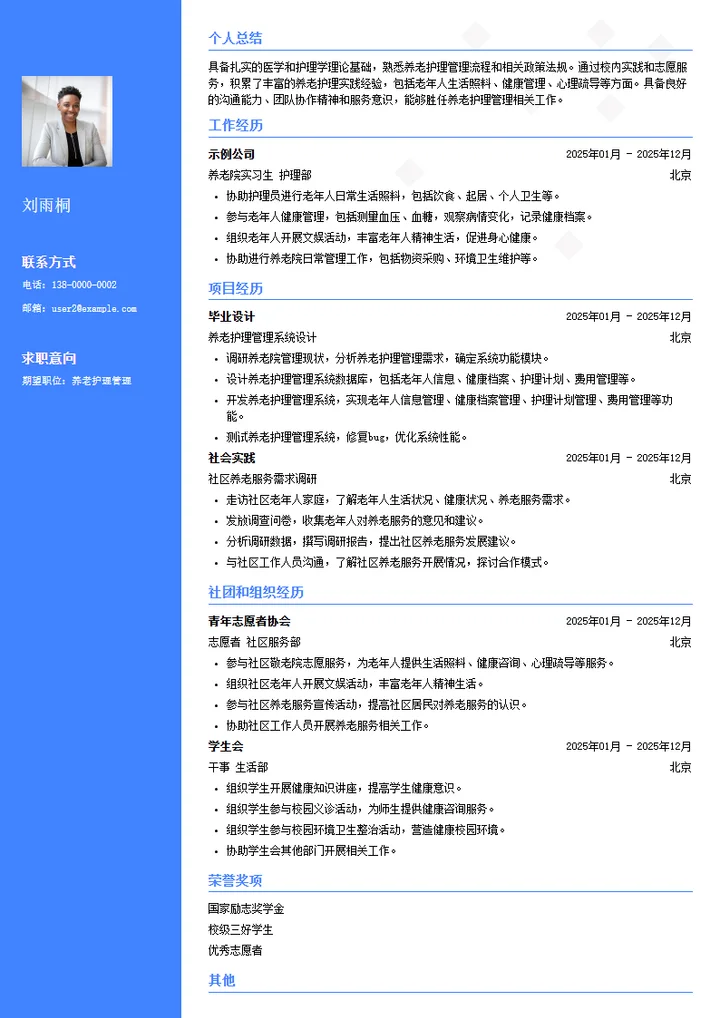 刘雨桐
联系方式
电话：138-0000-0002
邮箱：user2@example.com
求职意向
期望职位：养老护理管理
个人总结
具备扎实的医学和护理学理论基础，熟悉养老护理管理流程和相关政策法规。通过校内实践和志愿服
务，积累了丰富的养老护理实践经验，包括老年人生活照料、健康管理、心理疏导等方面。具备良好
的沟通能力、团队协作精神和服务意识，能够胜任养老护理管理相关工作。
工作经历
示例公司 2025年01月 - 2025年12月
养老院实习生 护理部 北京
• 协助护理员进行老年人日常生活照料，包括饮食、起居、个人卫生等。
• 参与老年人健康管理，包括测量血压、血糖，观察病情变化，记录健康档案。
• 组织老年人开展文娱活动，丰富老年人精神生活，促进身心健康。
• 协助进行养老院日常管理工作，包括物资采购、环境卫生维护等。
项目经历
毕业设计 2025年01月 - 2025年12月
养老护理管理系统设计 北京
• 调研养老院管理现状，分析养老护理管理需求，确定系统功能模块。
• 设计养老护理管理系统数据库，包括老人信息、健康档案、护理计划、费用管理等。
• 开发养老护理管理系统，实现老年人信息管理、健康档案管理、护理计划管理、费用管理等功
能。
• 测试养老护理管理系统，修复bug，优化系统性能。
社会实践 2025年01月 - 2025年12月
社区养老服务需求调研 北京
• 走访社区老年人家庭，了解老年人生活状况、健康状况、养老服务需求。
• 发放调查问卷，收集老年人对养老服务的意见和建议。
• 分析调研数据，撰写调研报告，提出社区养老服务发展建议。
• 与社区工作人员沟通，了解社区养老服务开展情况，探讨合作模式。
社团和组织经历
青年志愿者协会 2025年01月 - 2025年12月
志愿者 社区服务部 北京
• 参与社区敬老院志愿服务，为老年人提供生活照料、健康咨询、心理疏导等服务。
• 组织社区老年人开展文娱活动，丰富老年人精神生活。
• 参与社区养老服务宣传活动，提高社区居民对养老服务的认识。
• 协助社区工作人员开展养老服务相关工作。
学生会 2025年01月 - 2025年12月
干事 生活部 北京
• 组织学生开展健康知识讲座，提高学生健康意识。
• 组织学生参与校园义诊活动，为师生提供健康咨询服务。
• 组织学生参与校园环境卫生整治活动，营造健康校园环境。
• 协助学生会其他部门开展相关工作。
荣誉奖项
国家励志奖学金
校级三好学生
优秀志愿者
其他